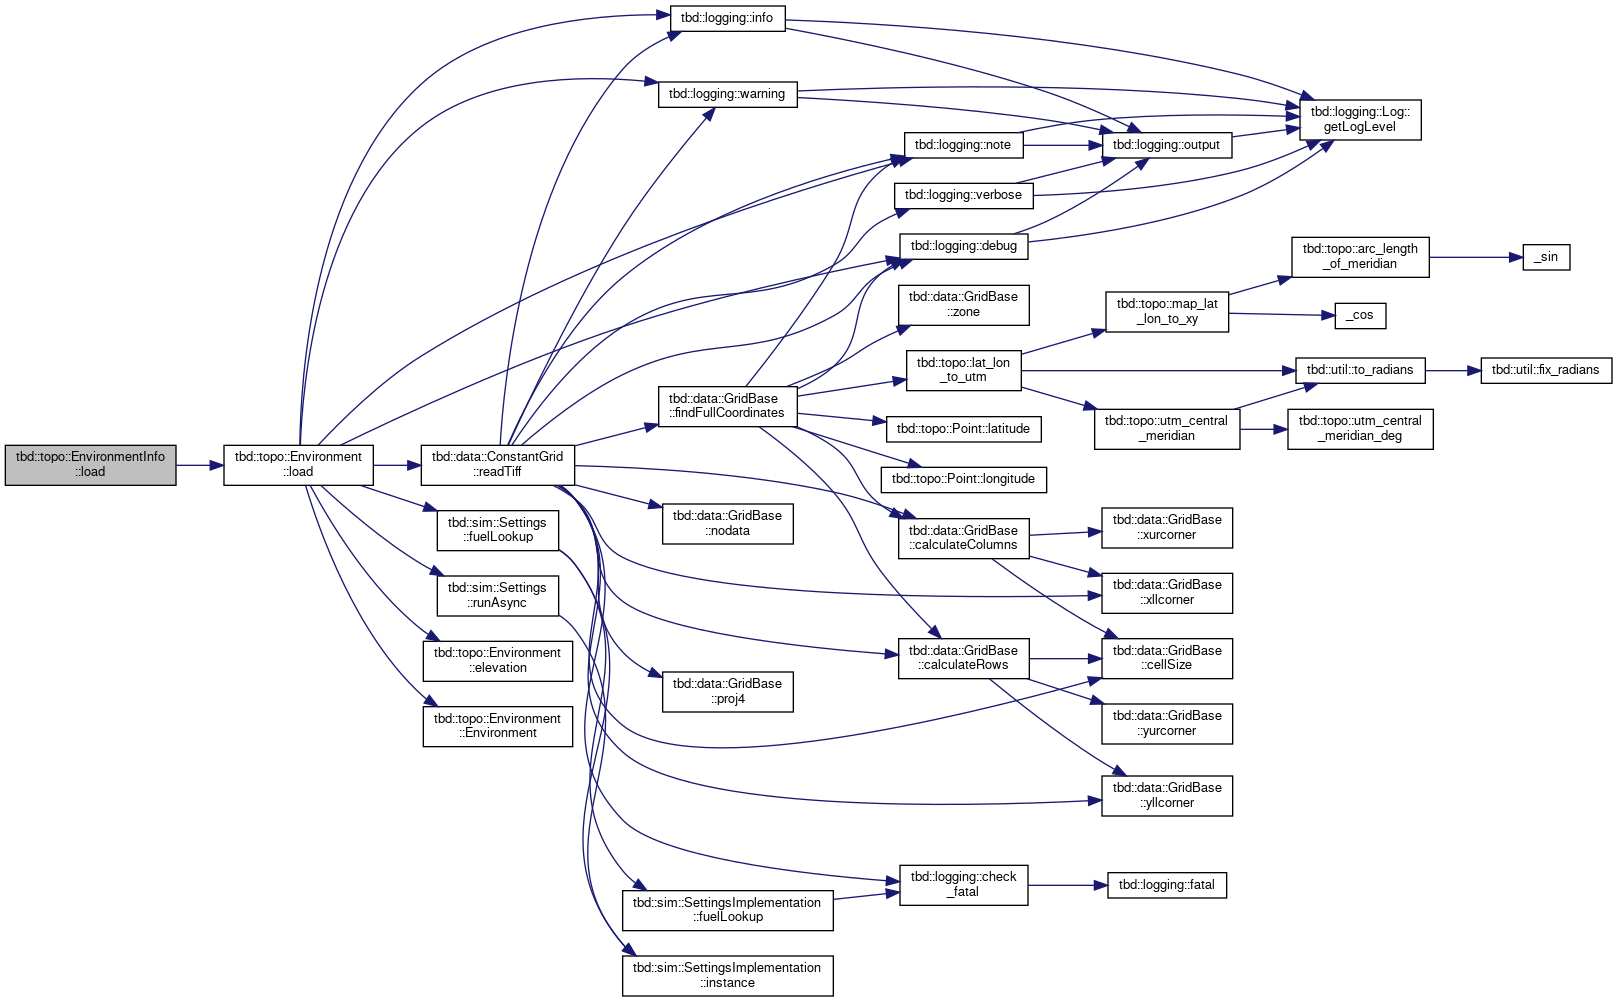 tbd::topo::EnvironmentInfo
::load
tbd::topo::Environment
::load
tbd::logging::info
tbd::logging::warning
tbd::data::ConstantGrid
::readTiff
tbd::sim::Settings
::fuelLookup
tbd::sim::Settings
::runAsync
tbd::topo::Environment
::elevation
tbd::topo::Environment
::Environment
tbd::data::GridBase
::findFullCoordinates
tbd::data::GridBase
::nodata
tbd::data::GridBase
::proj4
tbd::sim::SettingsImplementation
::fuelLookup
tbd::sim::SettingsImplementation
::instance
tbd::logging::note
tbd::logging::verbose
tbd::logging::debug
tbd::data::GridBase
::zone
tbd::topo::lat_lon
_to_utm
tbd::topo::Point::latitude
tbd::topo::Point::longitude
tbd::data::GridBase
::calculateColumns
tbd::data::GridBase
::calculateRows
tbd::logging::check
_fatal
tbd::logging::output
tbd::topo::map_lat
_lon_to_xy
tbd::topo::utm_central
_meridian
tbd::data::GridBase
::xurcorner
tbd::data::GridBase
::xllcorner
tbd::data::GridBase
::cellSize
tbd::data::GridBase
::yurcorner
tbd::data::GridBase
::yllcorner
tbd::logging::fatal
tbd::logging::Log::
getLogLevel
tbd::topo::arc_length
_of_meridian
_cos
tbd::util::to_radians
tbd::topo::utm_central
_meridian_deg
_sin
tbd::util::fix_radians